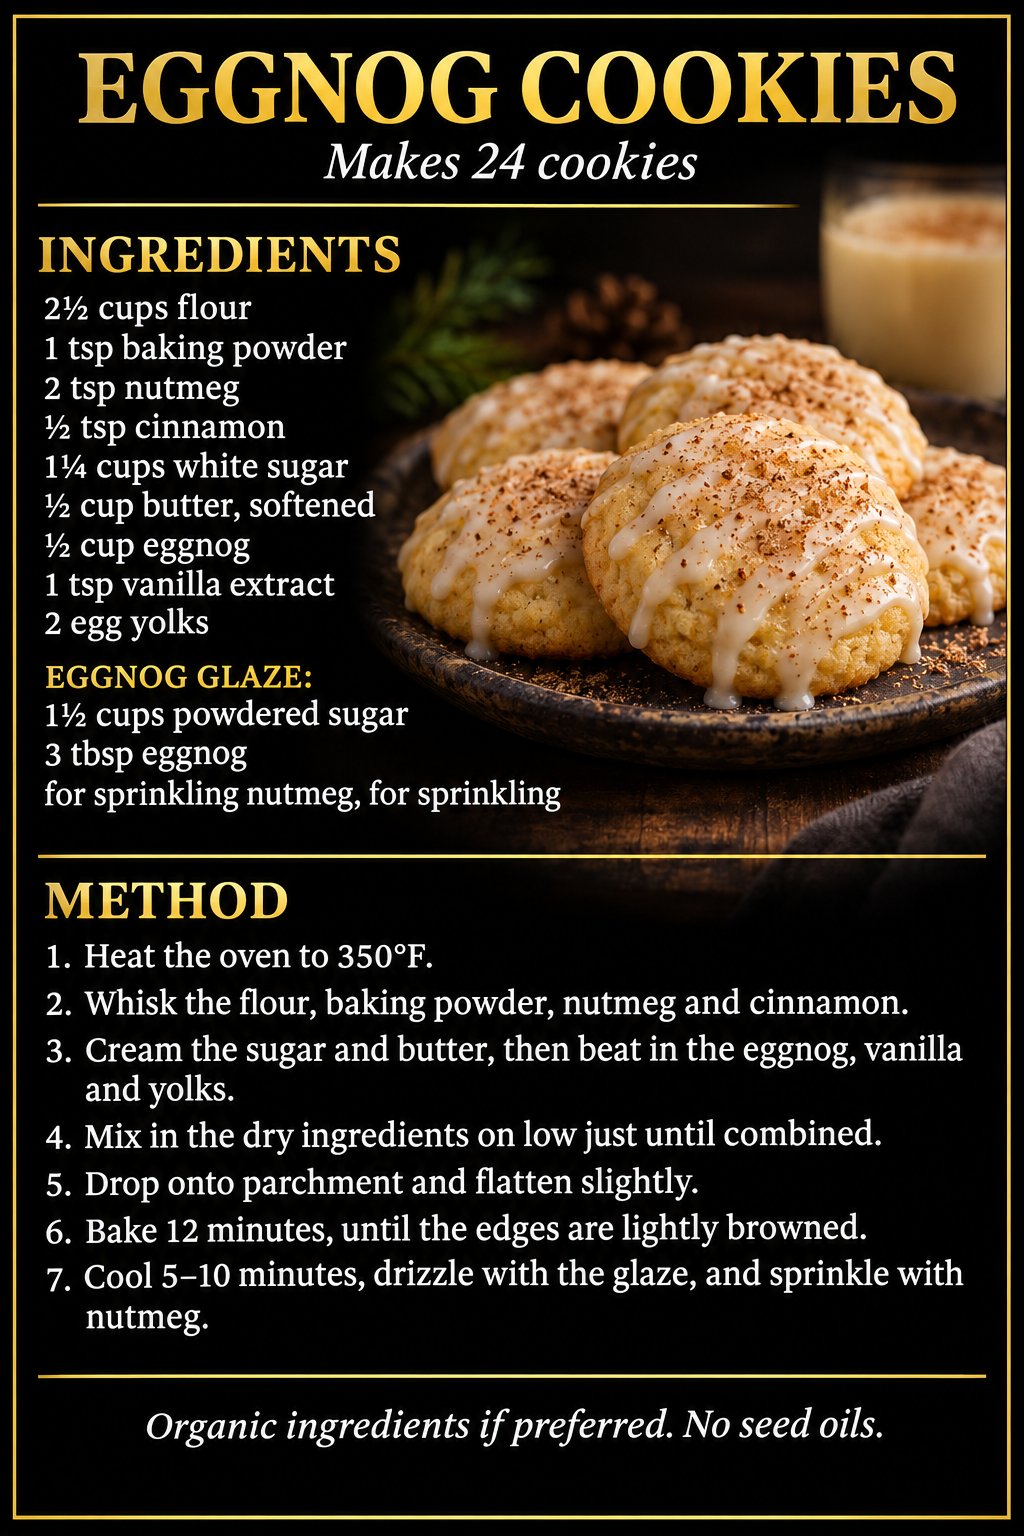 EGGNOG COOKIES
Makes 24 cookies
INGREDIENTS
2½ cups flour
1 tsp baking powder
2 tsp nutmeg
½ tsp cinnamon
1¼ cups white sugar
½ cup butter, softened
½ cup eggnog
1 tsp vanilla extract
2 egg yolks
EGGNOG GLAZE:
1½ cups powdered sugar
3 tbsp eggnog
for sprinkling nutmeg, for sprinkling
METHOD
1. Heat the oven to 350°F.
2. Whisk the flour, baking powder, nutmeg and cinnamon.
3. Cream the sugar and butter, then beat in the eggnog, vanilla
and yolks.
4. Mix in the dry ingredients on low just until combined.
5. Drop onto parchment and flatten slightly.
6. Bake 12 minutes, until the edges are lightly browned.
7. Cool 5–10 minutes, drizzle with the glaze, and sprinkle with
nutmeg.
Organic ingredients if preferred. No seed oils.